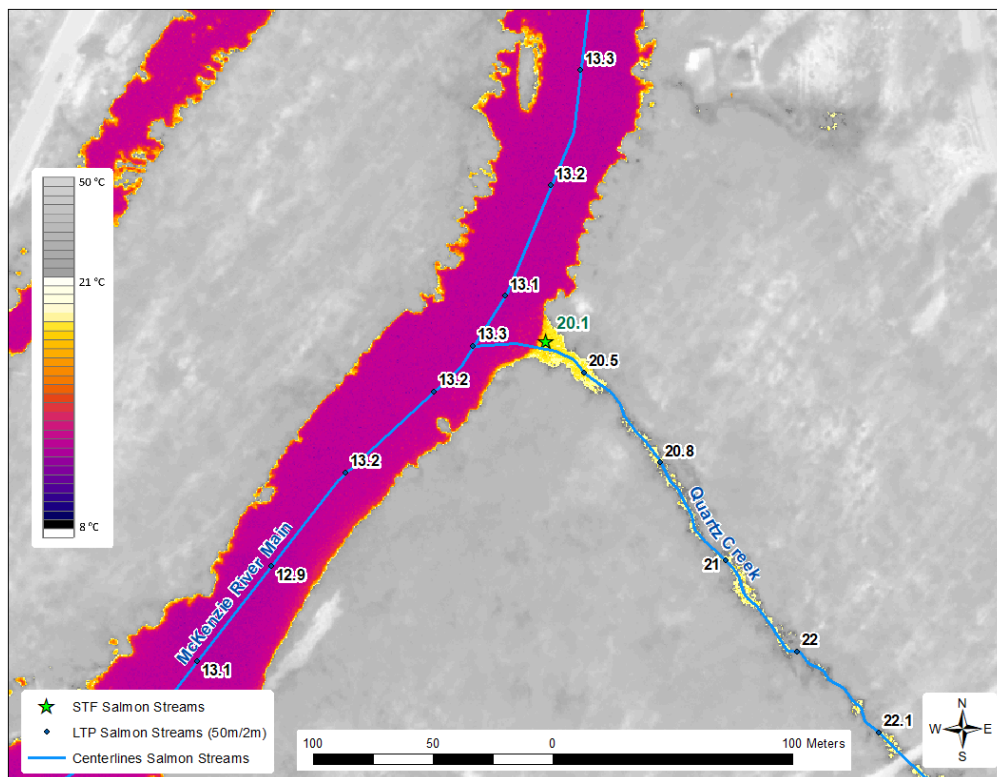 13.3
50 °C
13.2
21 °C
13.1
20.1
13.3
20.5
13.2
20.8
13.2
Quartz Creek
8 °C
McKenzie River Main
21
12.9
22
13.1
STF Salmon Streams
LTP Salmon Streams (50m/2m)
Centerlines Salmon Streams
100 50 0 100 Meters
22.1
N
W E
S